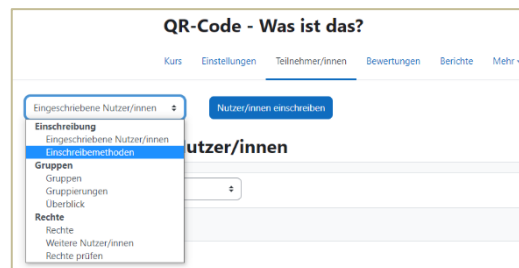 QR-Code - Was ist das?
Kurs Einstellungen Teilnehmer/innen Bewertungen Berichte Mehr
Eingeschriebene Nutzer/innen Nutzer/innen einschreiben
Einschreibung
Eingeschriebene Nutzer/innen
Einschreibemethoden
utzer/innen
Gruppen
Gruppen
Gruppierungen
Überblick
Rechte
Rechte
Weitere Nutzer/innen
Rechte prüfen